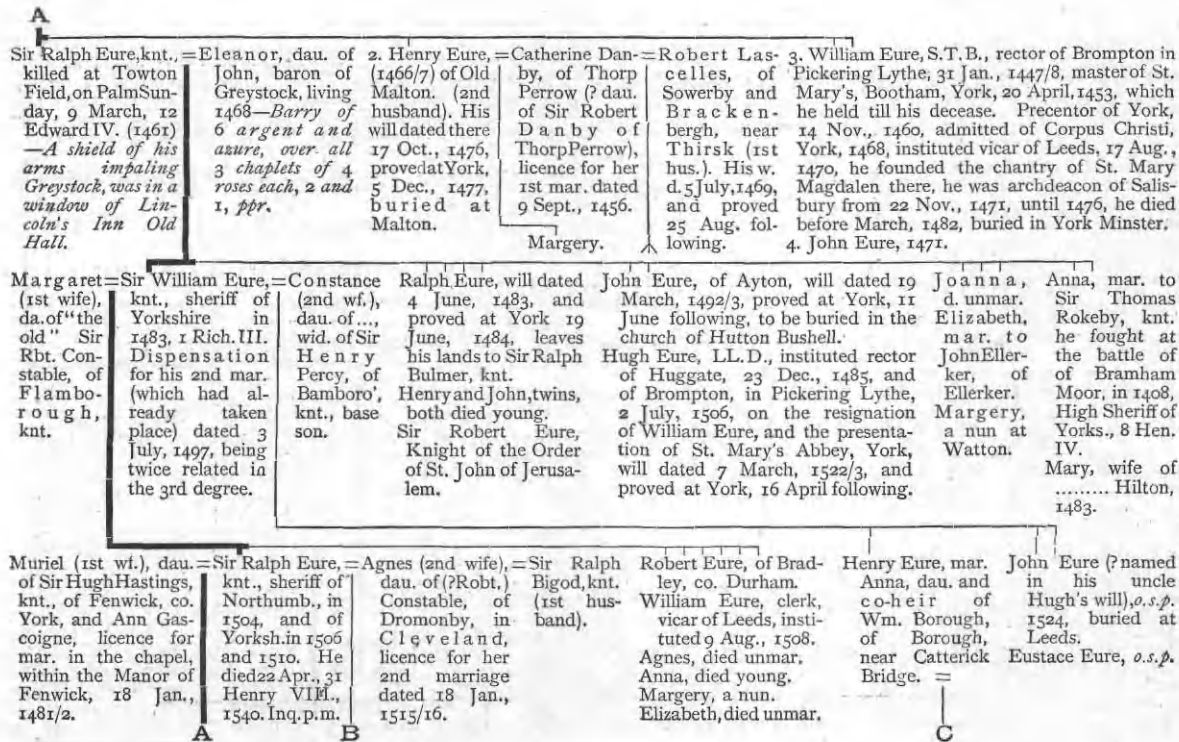 A
Sir Ralph Eure, knt.,
killed at Towton
Field, on Palm Sun-
day, 9 March, 12
Edward IV. (1461)
—A shield of his
arms impaling
Greystock, was in a
window of Lin-
coln's Inn Old
Hall.
=Eleanor, dau. of
John, baron of
Greystock, living
1468—Barry of
6 argent and
azure, over all
3 chaplets of 4
roses each, 2 and
1, ppr.
2. Henry Eure,
(1466/7) of Old
Malton. (2nd
husband). His
will dated there
17 Oct., 1476,
proved at York,
5 Dec., 1477,
buried at
Malton.
=Catherine Dan-
by, of Thorp
Perrow (? dau.
of Sir Robert
Danby of
Thorp Perrow),
licence for her
1st mar. dated
9 Sept., 1456.
Margery.
=Robert Las-
celles, of
Sowerby and
Bracken-
bergh, near
Thirsk (1st
hus.). His w.
d. 5 July, 1469,
and proved
25 Aug. fol-
lowing.
3. William Eure, S.T.B., rector of Brompton in
Pickering Lythe, 31 Jan., 1447/8, master of St.
Mary's, Bootham, York, 20 April, 1453, which
he held till his decease. Precentor of York,
14 Nov., 1460, admitted of Corpus Christi,
York, 1468, instituted vicar of Leeds, 17 Aug.,
1470, he founded the chantry of St. Mary
Magdalen there, he was archdeacon of Salis-
bury from 22 Nov., 1471, until 1476, he died
before March, 1482, buried in York Minster.
4. John Eure, 1471.
Margaret
(1st wife),
da. of "the
old" Sir
Rbt. Con-
stable, of
Flambo-
rough,
knt.
=Sir William Eure,
knt., sheriff of
Yorkshire in
1483, 1 Rich. III.
Dispensation
for his 2nd mar.
(which had al-
ready taken
place) dated 3
July, 1497, being
twice related in
the 3rd degree.
=Constance
(2nd wf.),
dau. of ...,
wid. of Sir
Henry
Percy, of
Bamboro',
knt., base
son.
Ralph Eure, will dated
4 June, 1483, and
proved at York 19
June, 1484, leaves
his lands to Sir Ralph
Bulmer, knt.
Henry and John, twins,
both died young.
Sir Robert Eure,
Knight of the Order
of St. John of Jerusa-
lem.
John Eure, of Ayton, will dated 19
March, 1492/3, proved at York, 11
June following, to be buried in the
church of Hutton Bushell.
Hugh Eure, LL.D., instituted rector
of Huggate, 23 Dec., 1485, and
of Brompton, in Pickering Lythe,
2 July, 1506, on the resignation
of William Eure, and the presenta-
tion of St. Mary's Abbey, York,
will dated 7 March, 1522/3, and
proved at York, 16 April following.
Joanna,
d. unmar.
Elizabeth,
mar. to
John Eller-
ker, of
Ellerker.
Margery,
a nun at
Watton.
Anna, mar. to
Sir Thomas
Rokeby, knt.
he fought at
the battle of
of Bramham
Moor, in 1408,
High Sheriff of
Yorks., 8 Hen.
IV.
Mary, wife of
......... Hilton,
1483.
Muriel (1st wf.), dau.
of Sir Hugh Hastings,
knt., of Fenwick, co.
York, and Ann Gas-
coigne, licence for
mar. in the chapel,
within the Manor of
Fenwick, 18 Jan.,
1481/2.
=Sir Ralph Eure,
knt., sheriff of
Northumb., in
1504, and of
Yorksh. in 1506
and 1510. He
died 22 Apr., 31
Henry VIII.,
1540. Inq. p.m.
=Agnes (2nd wife),
dau. of (?Robt.)
Constable, of
Dromonby, in
Cleveland,
licence for her
2nd marriage
dated 18 Jan.,
1515/16.
=Sir Ralph
Bigod, knt.
(1st hus-
band).
Robert Eure, of Brad-
ley, co. Durham.
William Eure, clerk,
vicar of Leeds, insti-
tuted 9 Aug., 1508.
Agnes, died unmar.
Anna, died young.
Margery, a nun.
Elizabeth, died unmar.
Henry Eure, mar.
Anna, dau. and
co-heir of
Wm. Borough,
of Borough,
near Catterick
Bridge. =
John Eure (? named
in his uncle
Hugh's will), o.s.p.
1524, buried at
Leeds.
Eustace Eure, o.s.p.
A
B
C